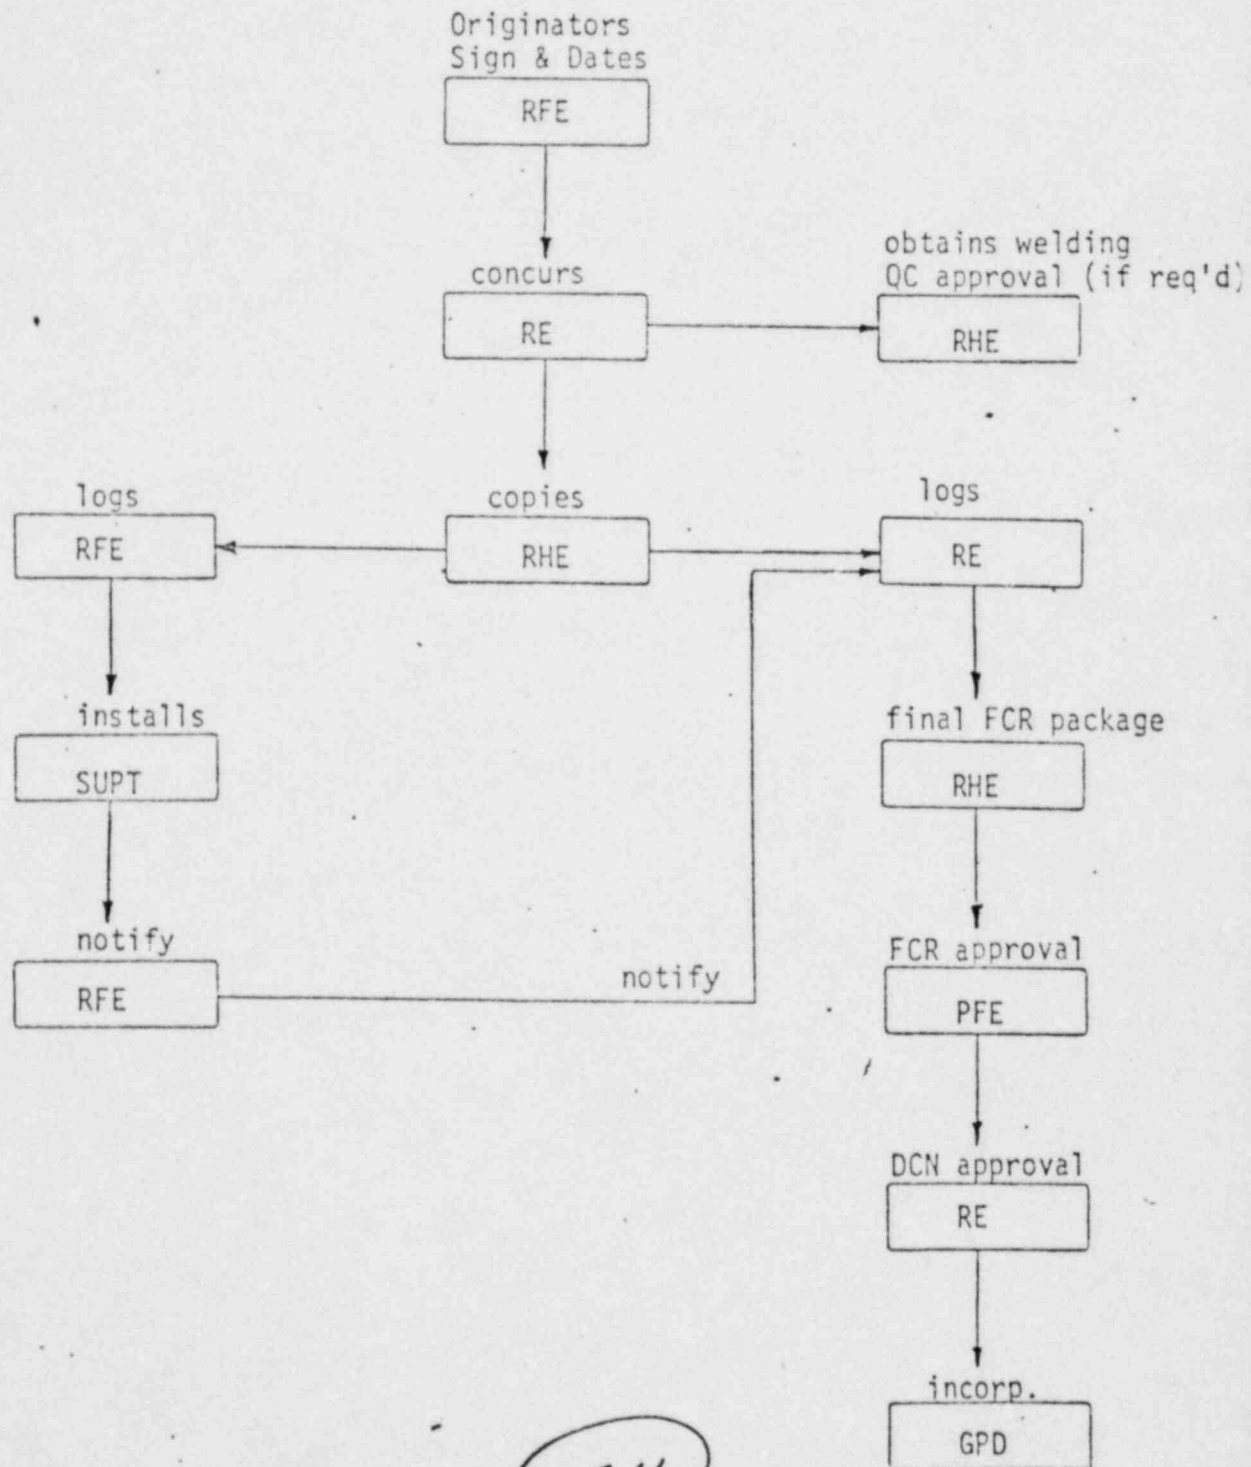 Originators
Sign & Dates
RFE
concurs
RE
obtains welding
QC approval (if req'd)
RHE
logs
RFE
copies
RHE
logs
RE
installs
SUPT
final FCR package
RHE
notify
RFE
notify
FCR approval
PFE
DCN approval
RE
incorp.
GPD